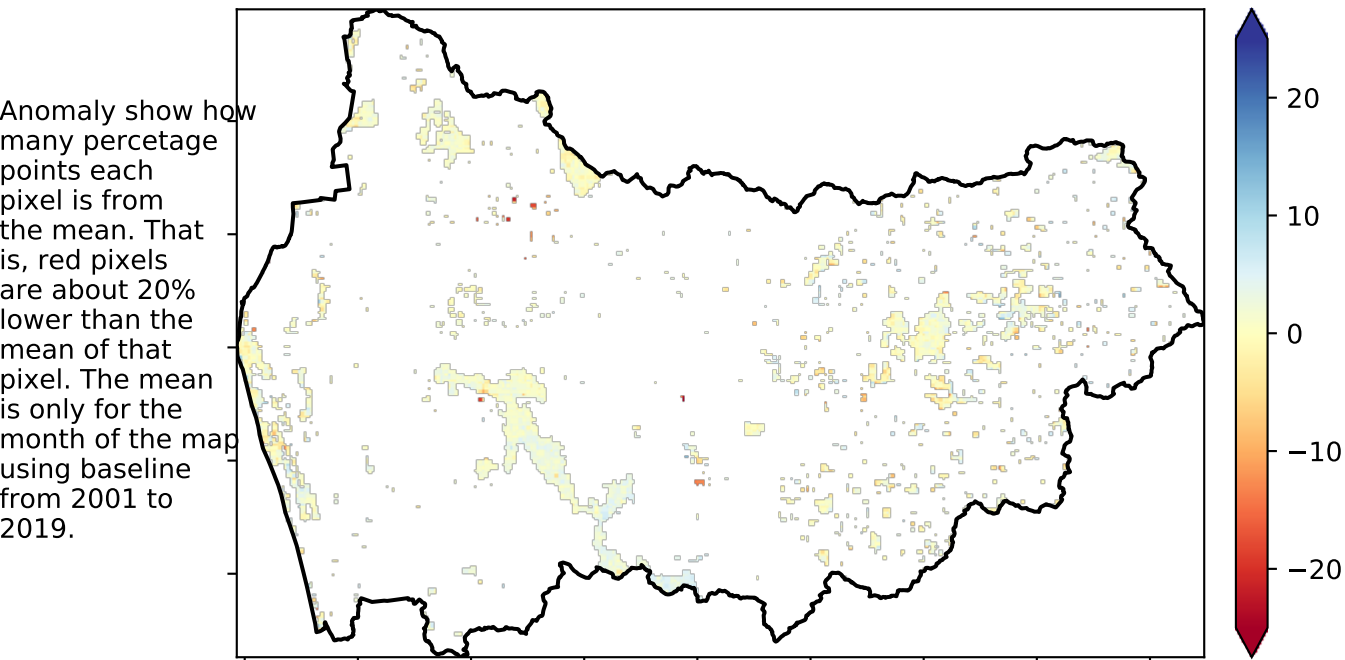 Anomaly show how
many percetage
points each
pixel is from
the mean. That
is, red pixels
are about 20%
lower than the
mean of that
pixel. The mean
is only for the
month of the map
using baseline
from 2001 to
2019.
20
10
0
−10
−20